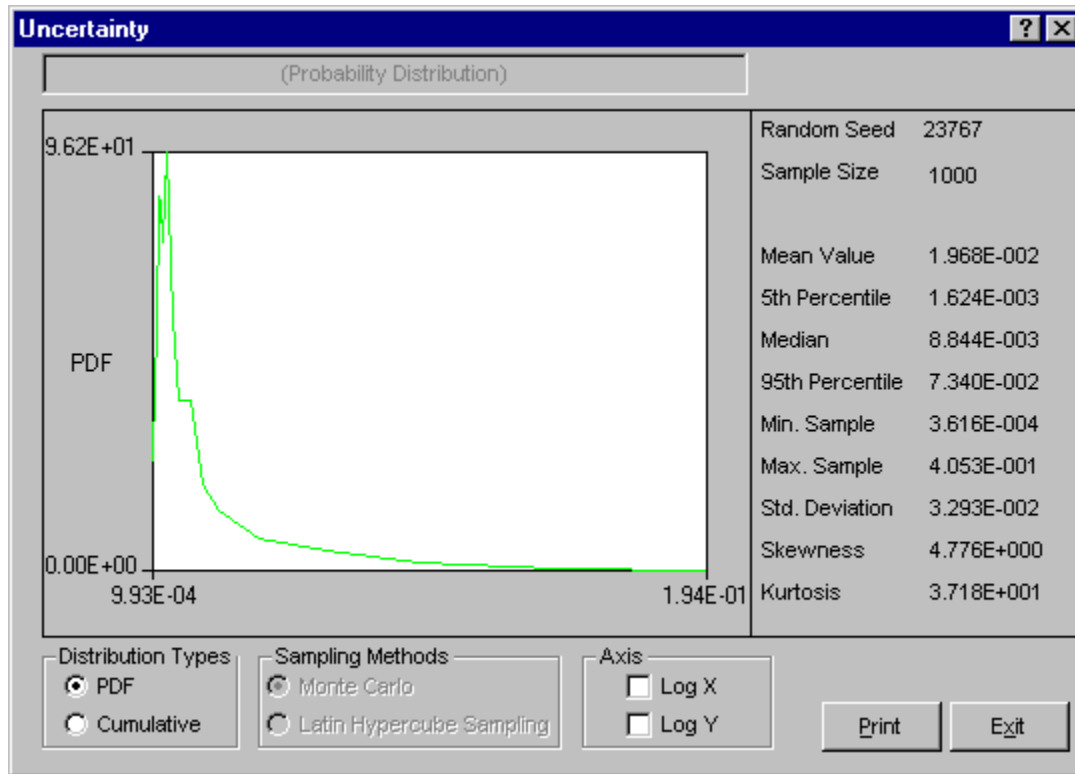 Uncertainty
(Probability Distribution)
9.62E+01
PDF
0.00E+00
9.93E-04 1.94E-01
Random Seed 23767
Sample Size 1000
Mean Value 1.968E-002
5th Percentile 1.624E-003
Median 8.844E-003
95th Percentile 7.340E-002
Min. Sample 3.616E-004
Max. Sample 4.053E-001
Std. Deviation 3.293E-002
Skewness 4.776E+000
Kurtosis 3.718E+001
Distribution Types
PDF
Cumulative
Sampling Methods
Monte Carlo
Latin Hypercube Sampling
Axis
Log X
Log Y
Print
Exit